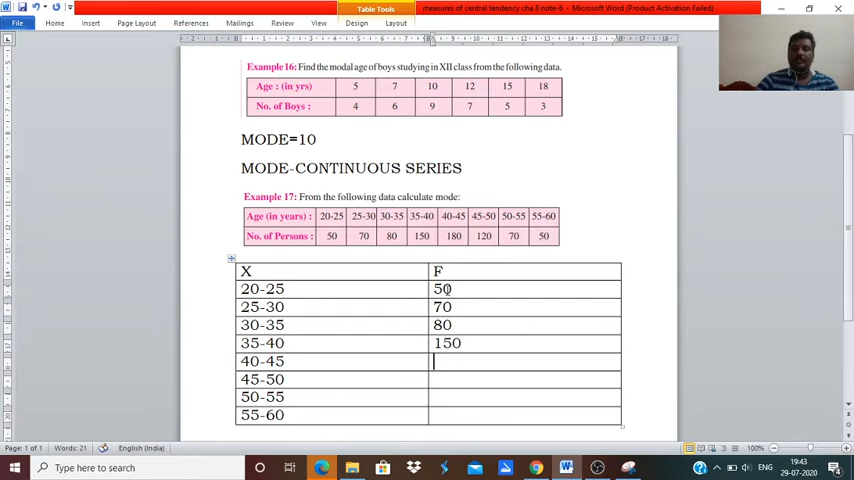 measures of central tendency cha 8 note-6 - Microsoft Word (Product Activation Failed)
Table Tools
File Home Insert Page Layout References Mailings Review View Design Layout
Example 16: Find the modal age of boys studying in XII class from the following data.
Age : (in yrs) 5 7 10 12 15 18
No. of Boys : 4 6 9 7 5 3
MODE=10
MODE-CONTINUOUS SERIES
Example 17: From the following data calculate mode:
Age (in years) : 20-25 25-30 30-35 35-40 40-45 45-50 50-55 55-60
No. of Persons : 50 70 80 150 180 120 70 50
X F
20-25 50
25-30 70
30-35 80
35-40 150
40-45
45-50
50-55
55-60
Page: 1 of 1 Words: 21 English (India) 100%
Type here to search
ENG
19:43
29-07-2020